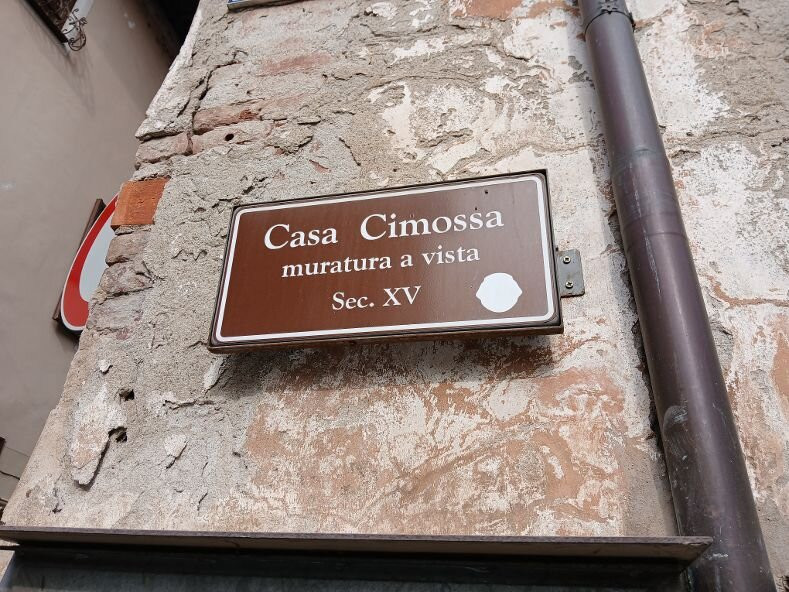 Casa Cimossa
muratura a vista
Sec. XV